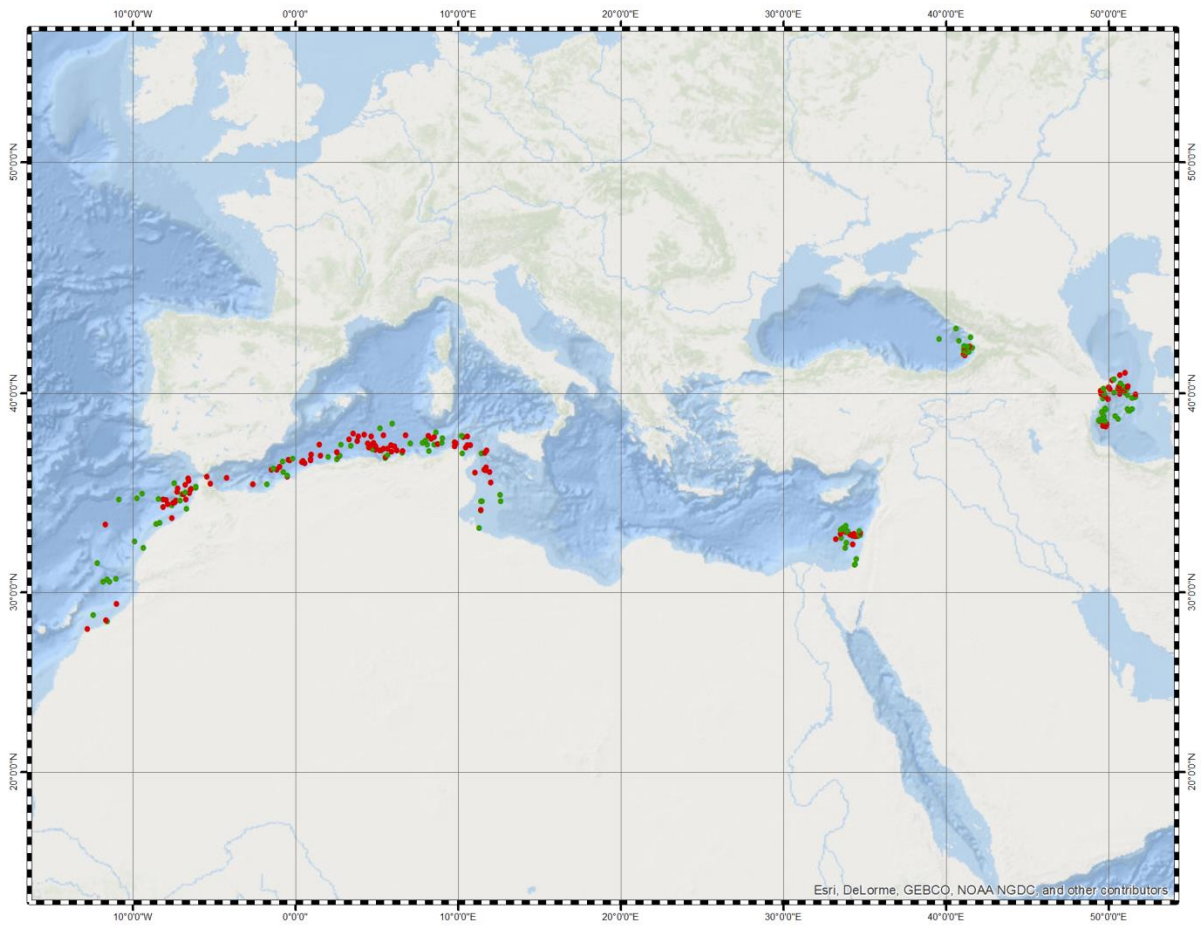 10°0'0"W 0°0'0" 10°0'0"E 20°0'0"E 30°0'0"E 40°0'0"E 50°0'0"E
50°0'0"N 50°0'0"N
40°0'0"N 40°0'0"N
30°0'0"N 30°0'0"N
20°0'0"N 20°0'0"N
Esri, DeLorme, GEBCO, NOAA NGDC, and other contributors
10°0'0"W 0°0'0" 10°0'0"E 20°0'0"E 30°0'0"E 40°0'0"E 50°0'0"E